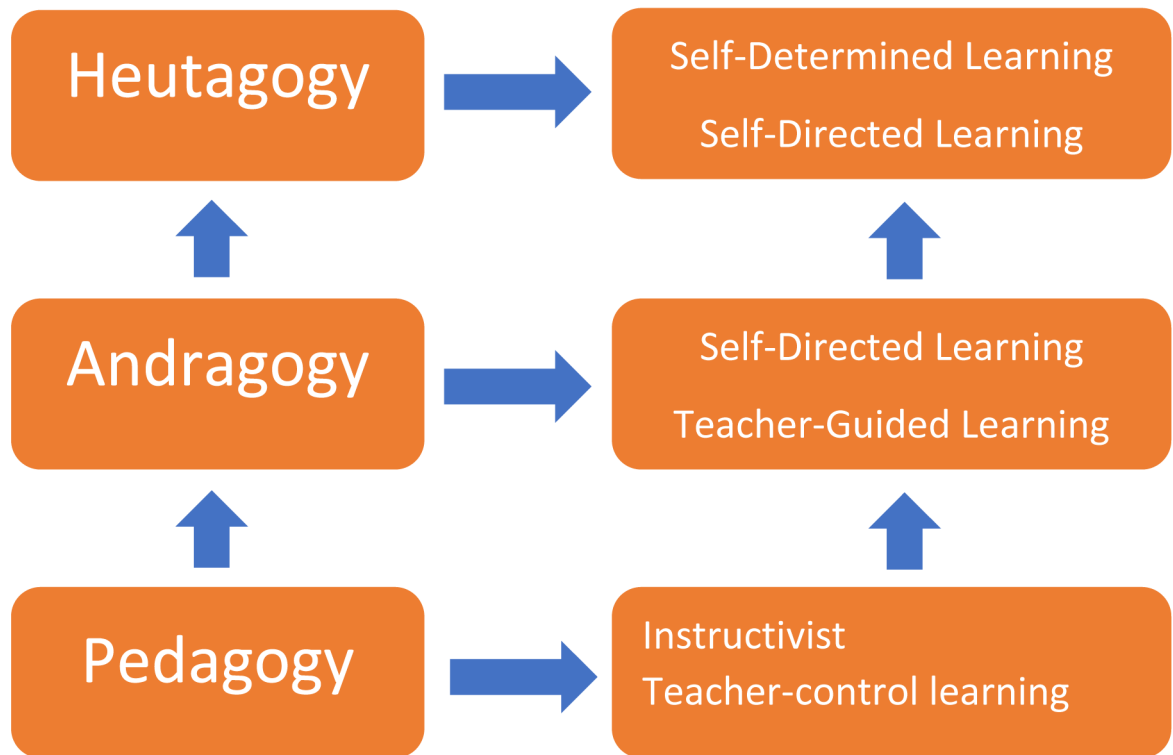 Heutagogy
Self-Determined Learning
Self-Directed Learning
Andragogy
Self-Directed Learning
Teacher-Guided Learning
Pedagogy
Instructivist
Teacher-control learning